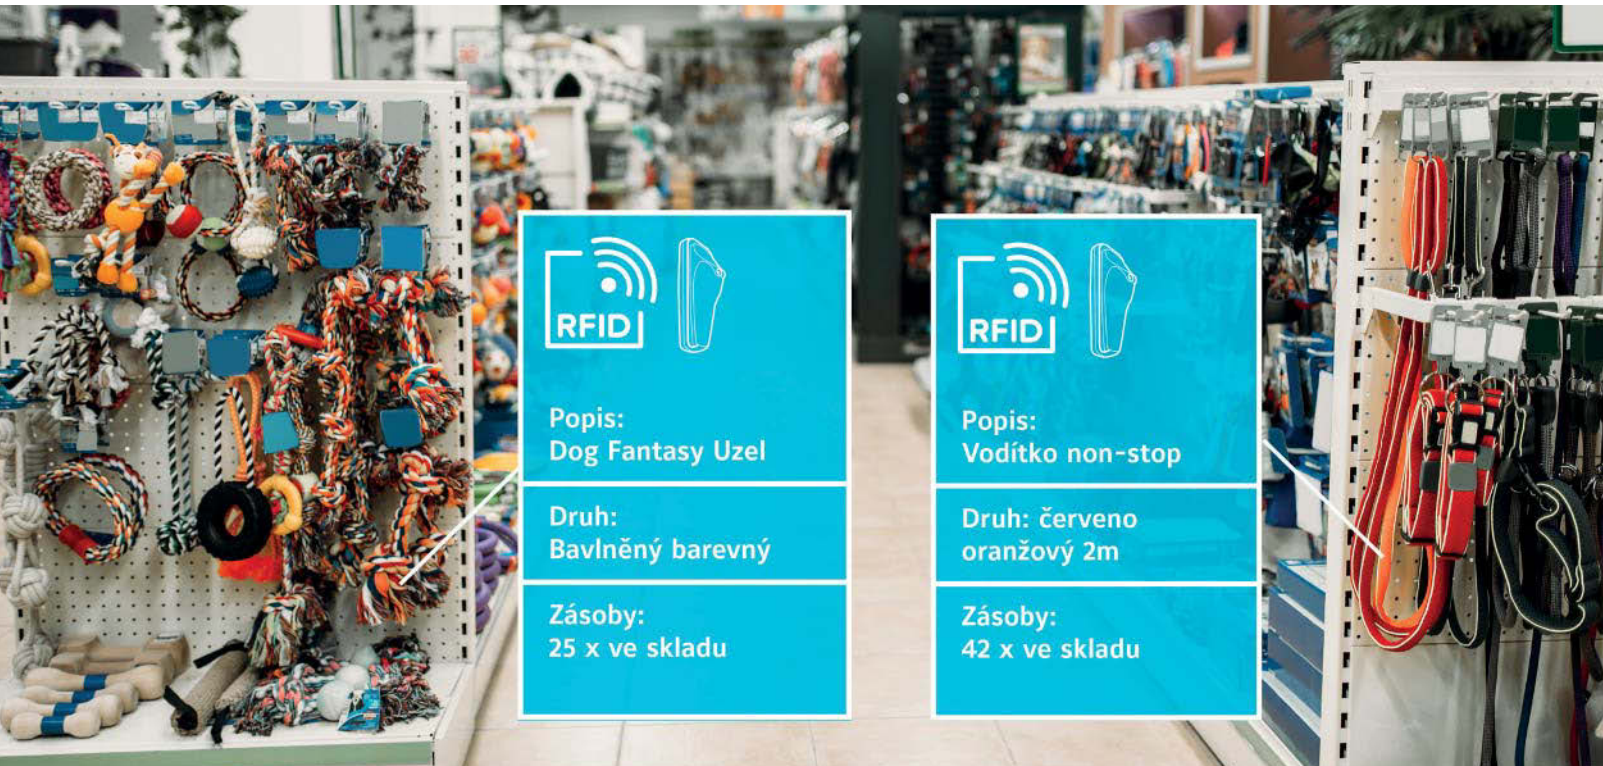 RFID
Popis:
Dog Fantasy Uzel
Druh:
Bavlněný barevný
Zásoby:
25 x ve skladu
RFID
Popis:
Vodítko non-stop
Druh: červeno
oranžový 2m
Zásoby:
42 x ve skladu